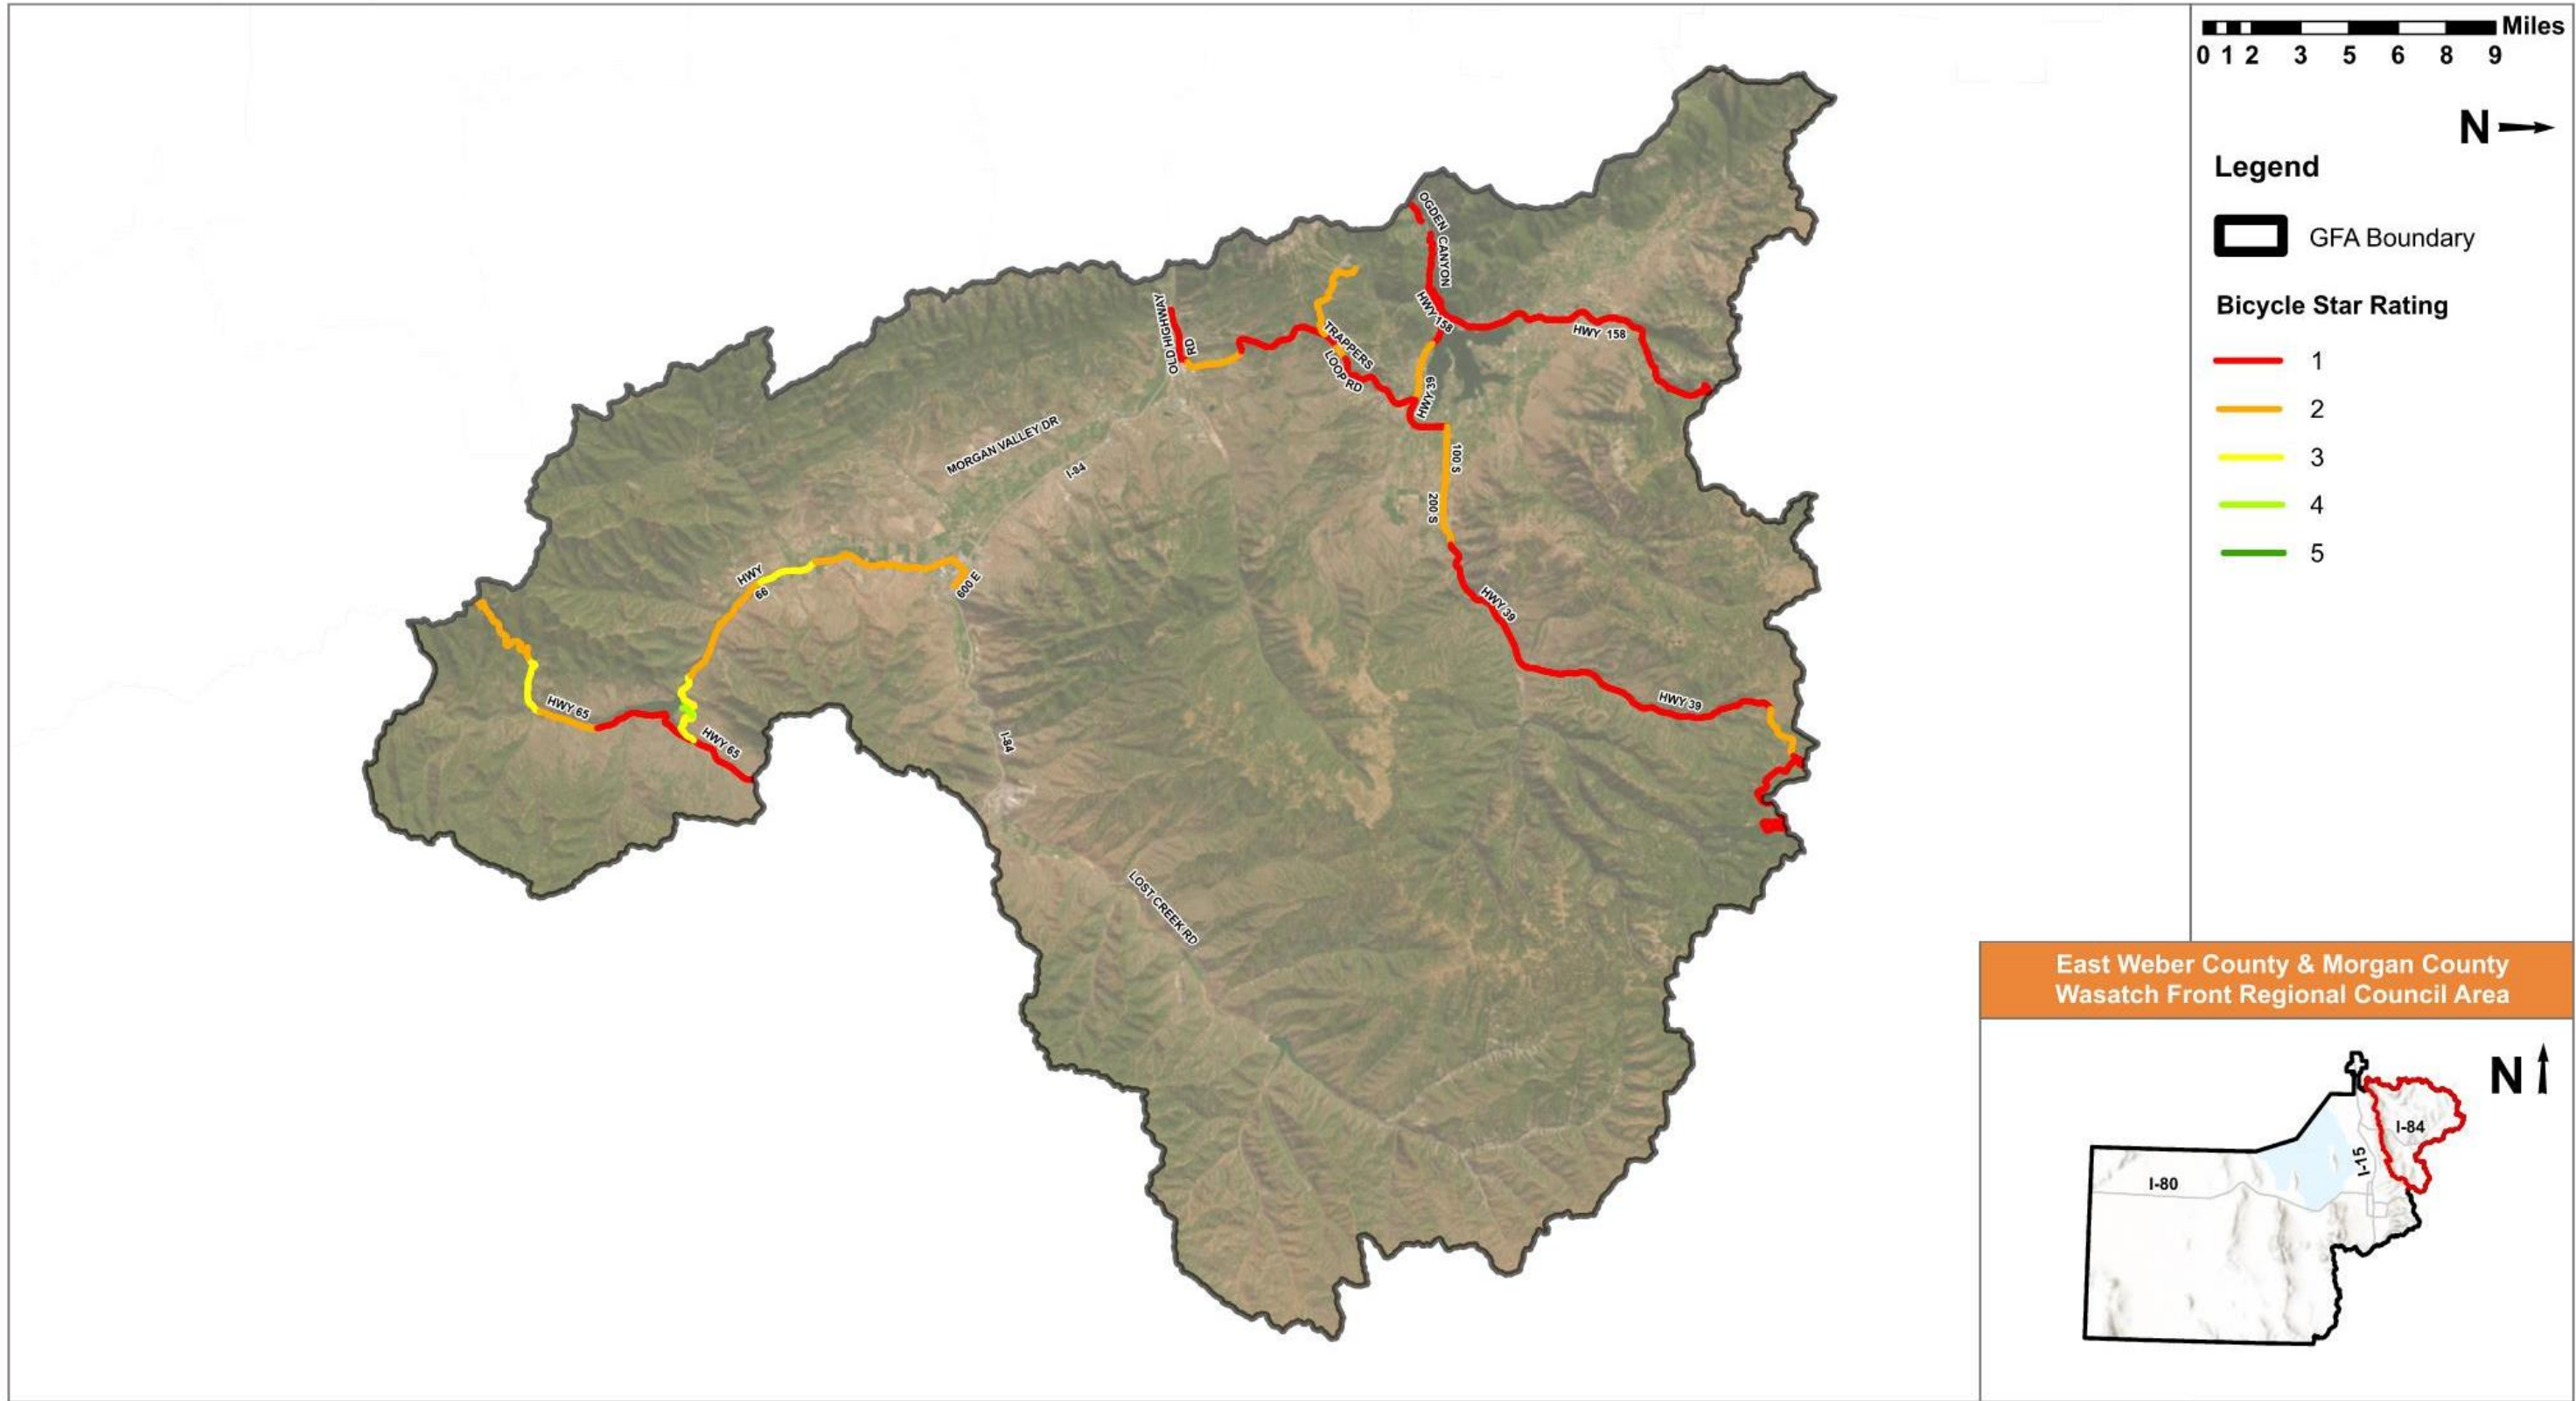 Miles
0 1 2 3 5 6 8 9
N
Legend
GFA Boundary
Bicycle Star Rating
1
2
3
4
5
OGDEN CANYON
HWY 158
HWY 158
OLD HIGHWAY
RD
TRAPPERS
LOOP RD
HWY 39
100 S
200 S
MORGAN VALLEY DR
I-84
HWY
66
600 E
HWY 39
HWY 39
HWY 65
HWY 65
I-84
LOST CREEK RD
East Weber County & Morgan County
Wasatch Front Regional Council Area
N
I-84
I-15
I-80